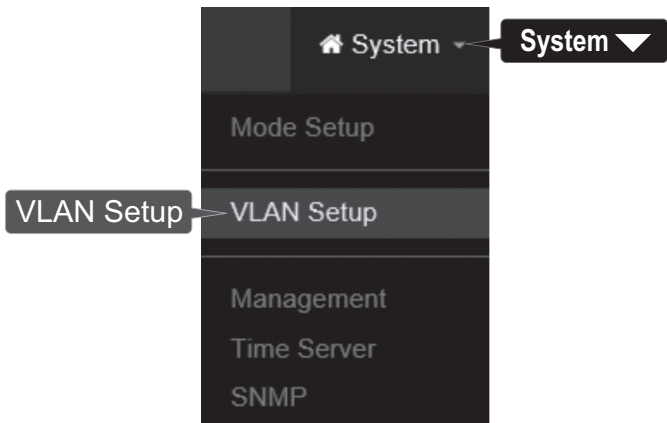 System
System
Mode Setup
VLAN Setup
VLAN Setup
Management
Time Server
SNMP